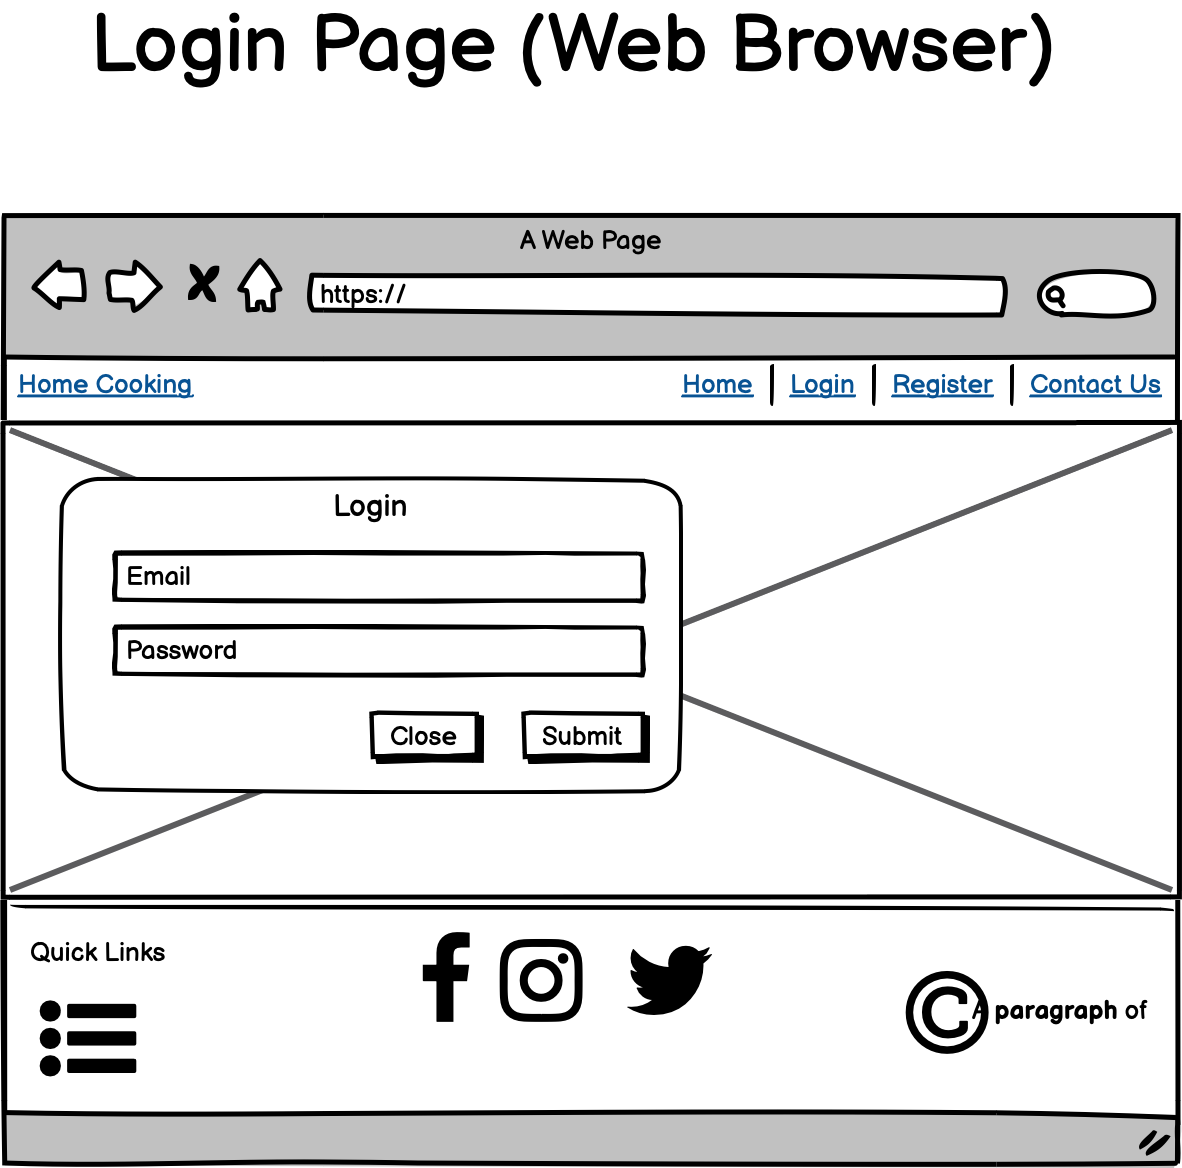 Login Page (Web Browser)
A Web Page
https://
Home Cooking
Home | Login | Register | Contact Us
Login
Email
Password
Close
Submit
Quick Links
©
A paragraph of